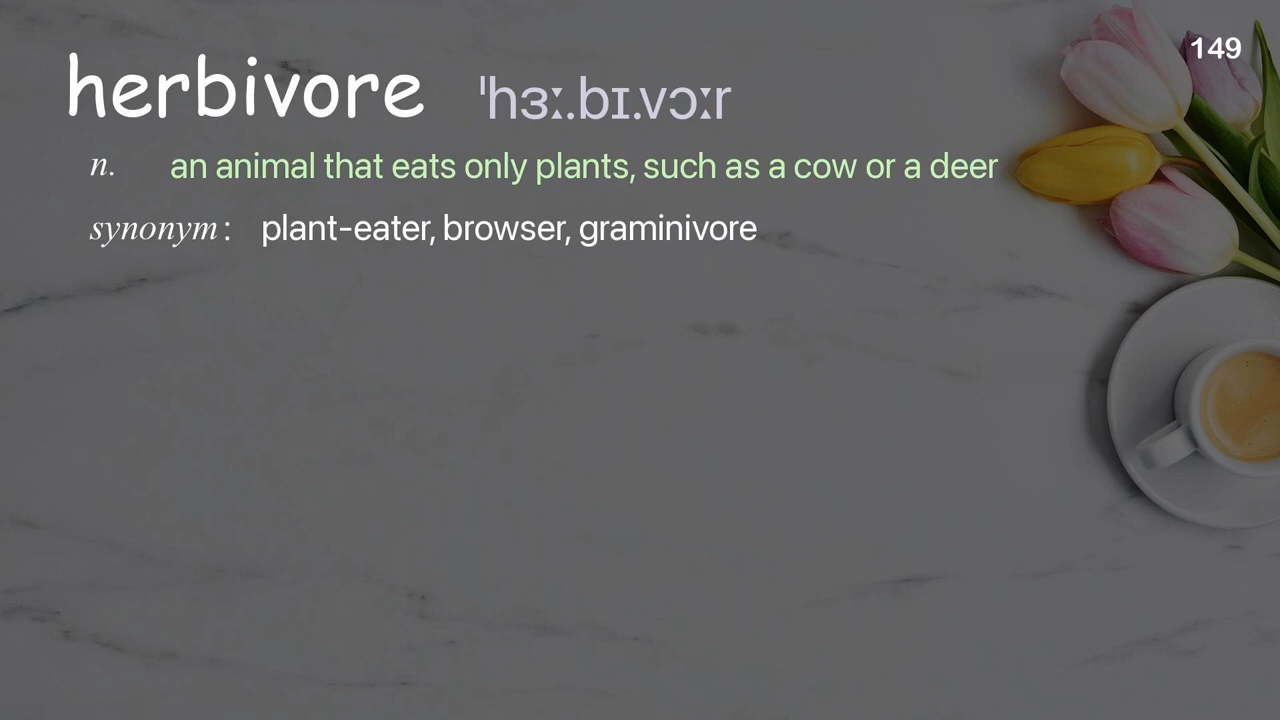 149
herbivore ˈhɜː.bɪ.vɔːr
n. an animal that eats only plants, such as a cow or a deer
synonym : plant-eater, browser, graminivore